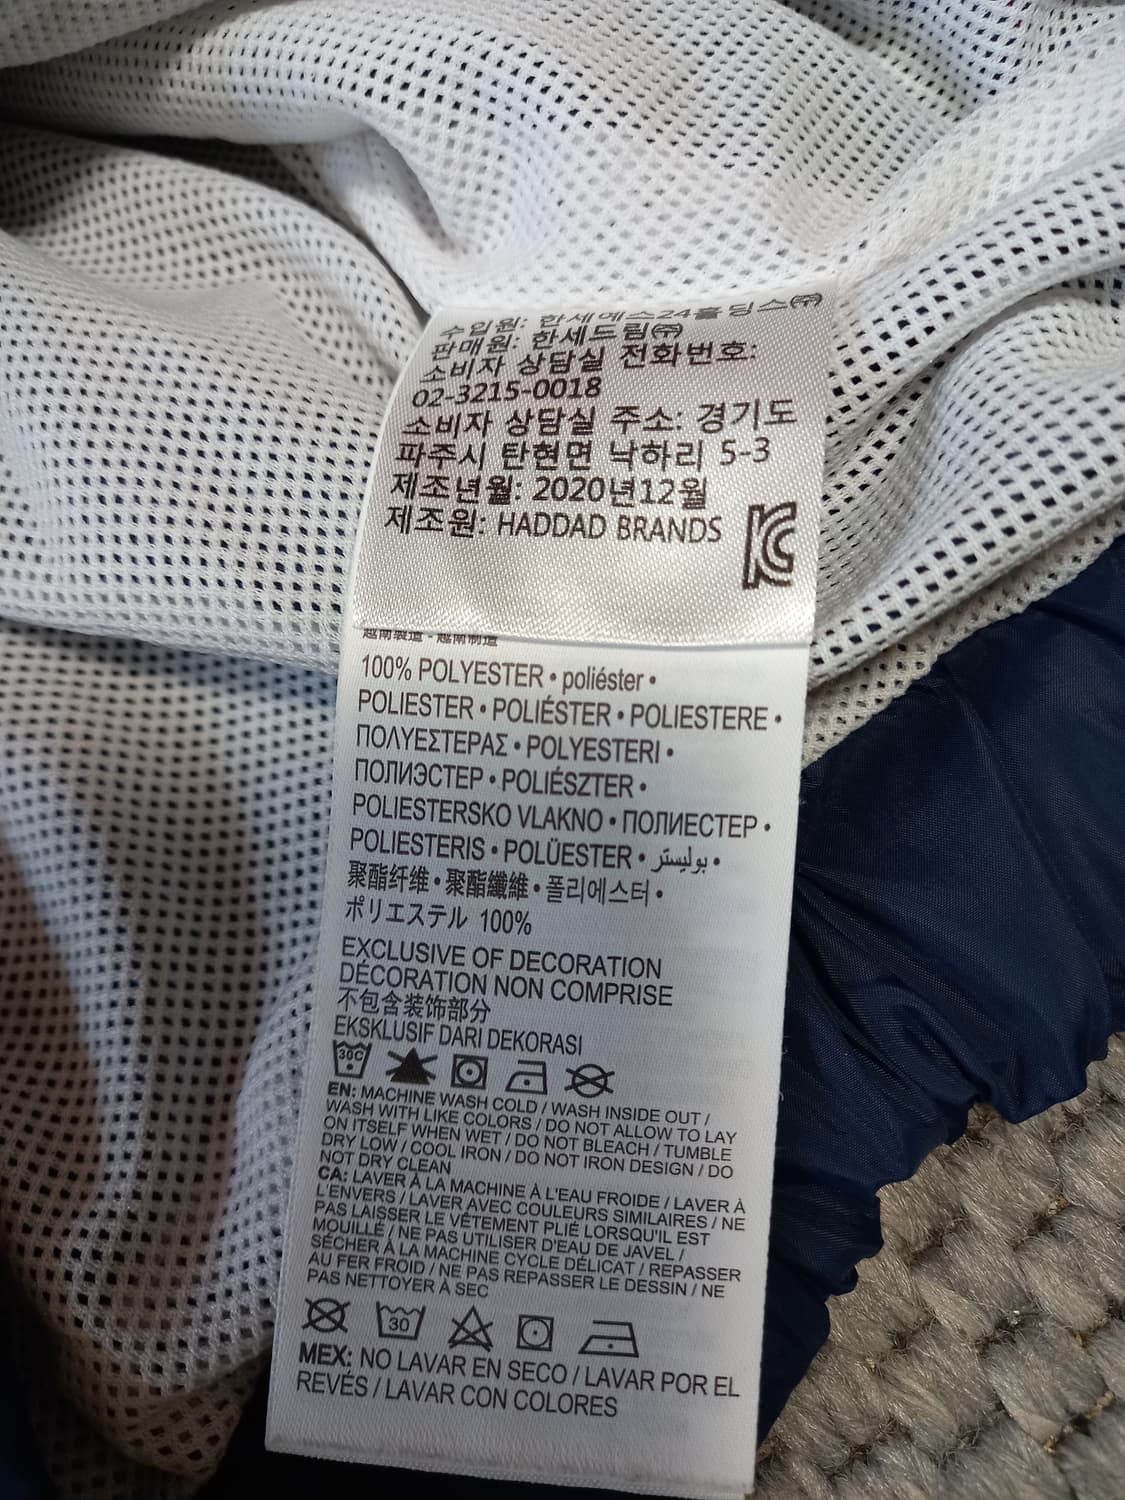 수입원: 한세예스24홀딩스㈜
판매원: 한세드림㈜
소비자 상담실 전화번호:
02-3215-0018
소비자 상담실 주소: 경기도
파주시 탄현면 낙하리 5-3
제조년월: 2020년12월
제조원: HADDAD BRANDS
越南製造 - 越南制造
100% POLYESTER • poliéster •
POLIESTER • POLIÉSTER • POLIESTERE •
ΠΟΛΥΕΣΤΕΡΑΣ • POLYESTERI •
ПОЛИЭСТЕР • POLIÉSZTER •
POLIESTERSKO VLAKNO • ПОЛИЕСТЕР •
POLIESTERIS • POLÜESTER • بوليستر •
聚酯纤维 • 聚酯纖維 • 폴리에스터 •
ポリエステル 100%
EXCLUSIVE OF DECORATION
DÉCORATION NON COMPRISE
不包含装饰部分
EKSKLUSIF DARI DEKORASI
30C
EN: MACHINE WASH COLD / WASH INSIDE OUT /
WASH WITH LIKE COLORS / DO NOT ALLOW TO LAY
ON ITSELF WHEN WET / DO NOT BLEACH / TUMBLE
DRY LOW / COOL IRON / DO NOT IRON DESIGN / DO
NOT DRY CLEAN
CA: LAVER À LA MACHINE À L'EAU FROIDE / LAVER À
L'ENVERS / LAVER AVEC COULEURS SIMILAIRES / NE
PAS LAISSER LE VÊTEMENT PLIÉ LORSQU'IL EST
MOUILLÉ / NE PAS UTILISER D'EAU DE JAVEL /
SÉCHER À LA MACHINE CYCLE DÉLICAT / REPASSER
AU FER FROID / NE PAS REPASSER LE DESSIN / NE
PAS NETTOYER À SEC
30
MEX: NO LAVAR EN SECO / LAVAR POR EL
REVÉS / LAVAR CON COLORES